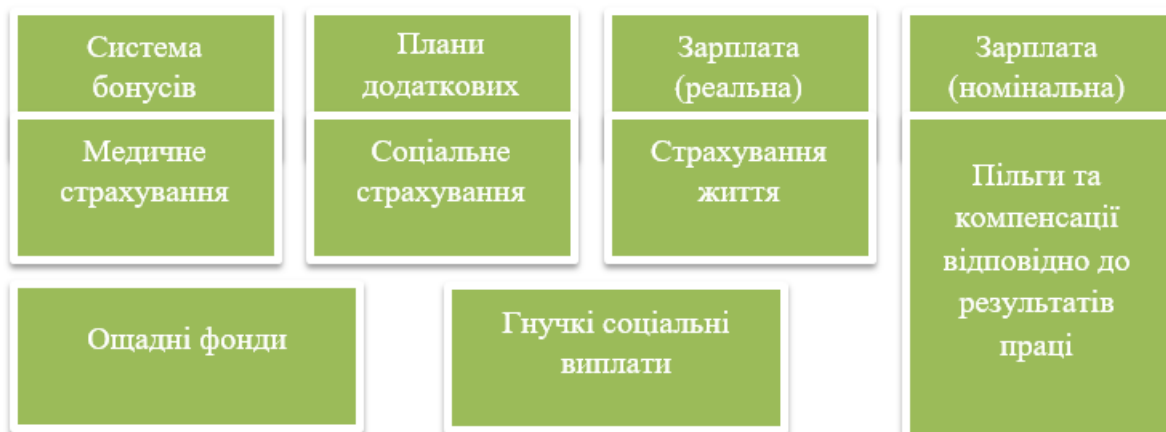 Система
бонусів
Плани
додаткових
Зарплата
(реальна)
Зарплата
(номінальна)
Медичне
страхування
Соціальне
страхування
Страхування
життя
Пільги та
компенсації
відповідно до
результатів
праці
Ощадні фонди
Гнучкі соціальні
виплати